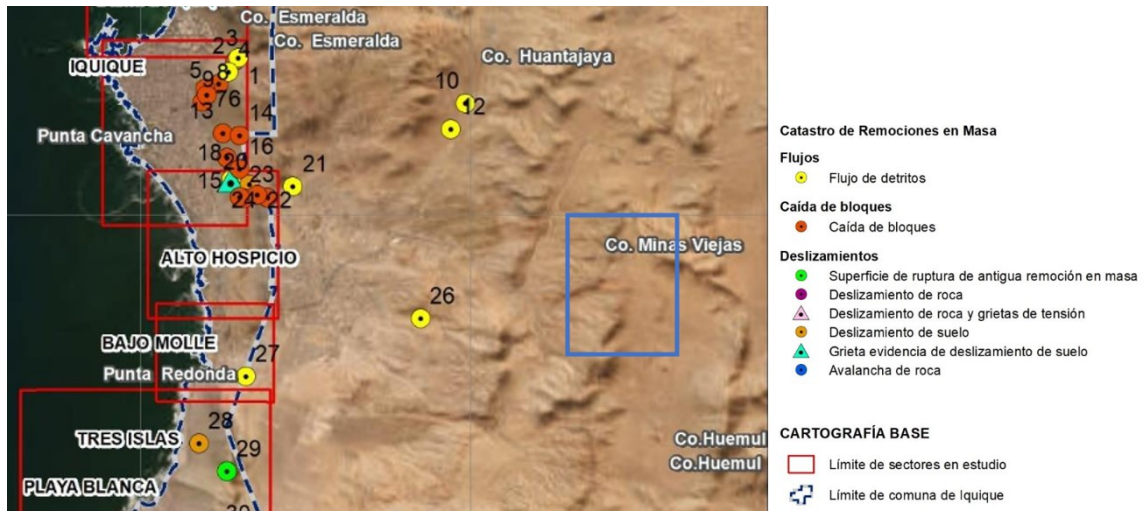 Co. Esmeralda
Co. Esmeralda
Co. Huantajaya
IQUIQUE
3
2
4
5
8
1
9
7
6
13
10
12
Punta Cavancha
14
16
18
20
15
23
21
24
22
Co. Minas Viejas
ALTO HOSPICIO
26
BAJO MOLLE
27
Punta Redonda
28
TRES ISLAS
29
Co.Huemul
Co.Huemul
PLAYA BLANCA
30
Catastro de Remociones en Masa
Flujos
Flujo de detritos
Caída de bloques
Caída de bloques
Deslizamientos
Superficie de ruptura de antigua remoción en masa
Deslizamiento de roca
Deslizamiento de roca y grietas de tensión
Deslizamiento de suelo
Grieta evidencia de deslizamiento de suelo
Avalancha de roca
CARTOGRAFÍA BASE
Límite de sectores en estudio
Límite de comuna de Iquique